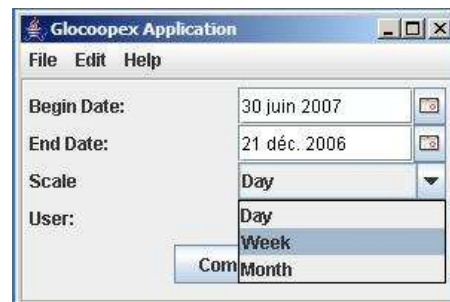 Glocoopex Application
File Edit Help
Begin Date: 30 juin 2007
End Date: 21 déc. 2006
Scale Day
User: Day
Week
Com Month